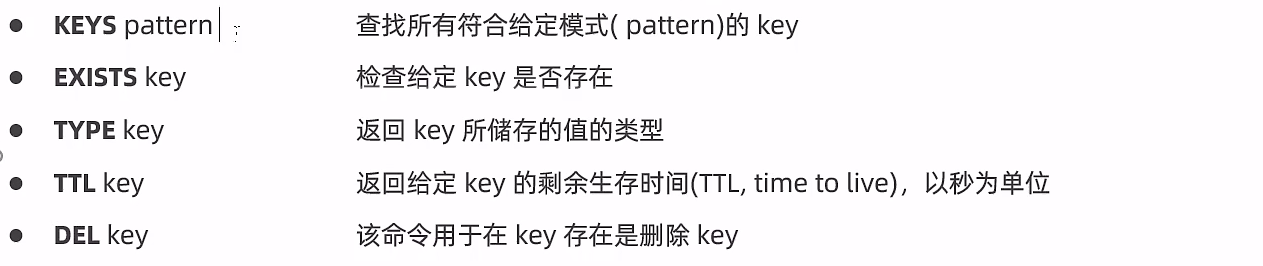 ● KEYS pattern 查找所有符合给定模式( pattern)的 key
● EXISTS key 检查给定 key 是否存在
● TYPE key 返回 key 所储存的值的类型
● TTL key 返回给定 key 的剩余生存时间(TTL, time to live)，以秒为单位
● DEL key 该命令用于在 key 存在是删除 key